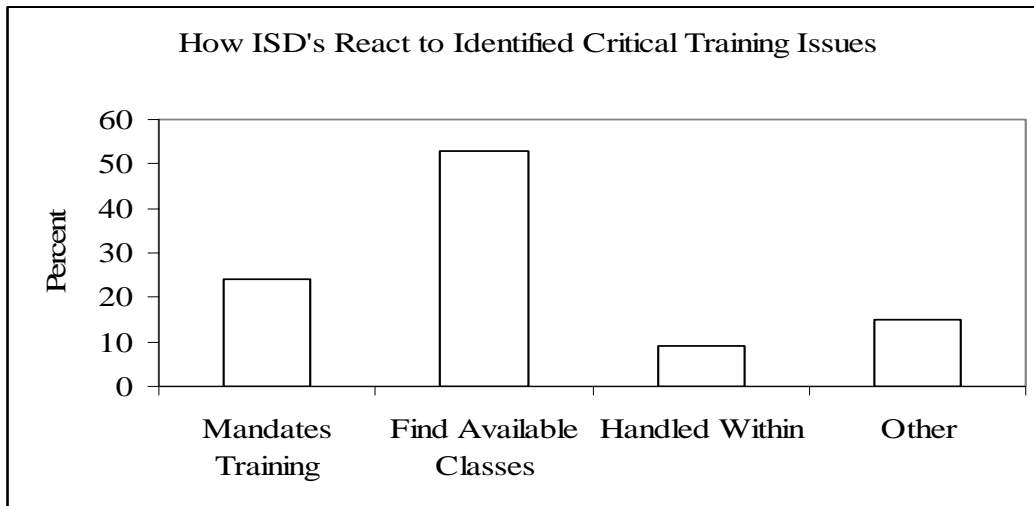 How ISD's React to Identified Critical Training Issues
60
50
40
30
20
10
0
Percent
Mandates
Training
Find Available
Classes
Handled Within
Other